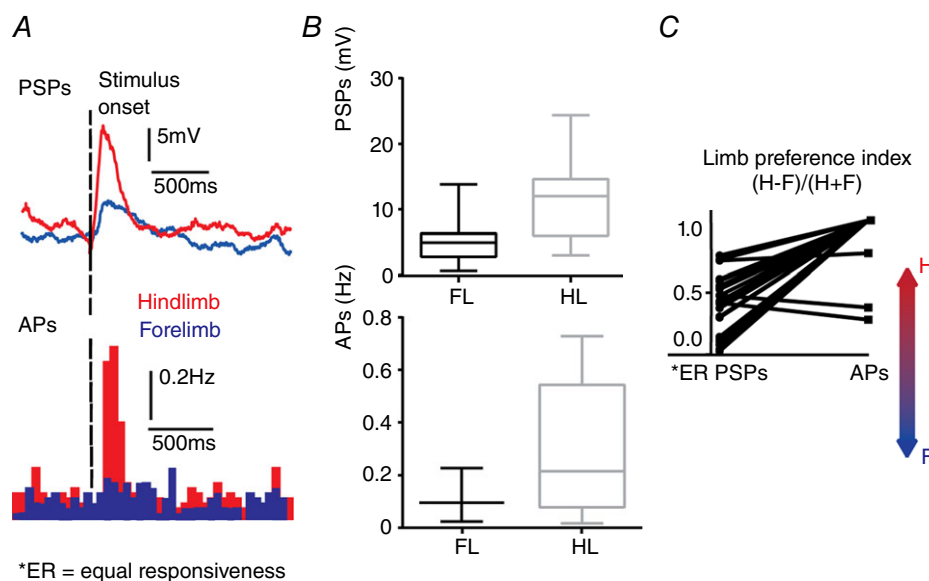 A
PSPs
Stimulus
onset
5mV
500ms
Hindlimb
Forelimb
APs
0.2Hz
500ms
*ER = equal responsiveness
B
PSPs (mV)
30
20
10
0
FL
HL
APs (Hz)
0.8
0.6
0.4
0.2
0
FL
HL
C
Limb preference index
(H-F)/(H+F)
1.0
0.5
0.0
*ER PSPs
APs
H
F